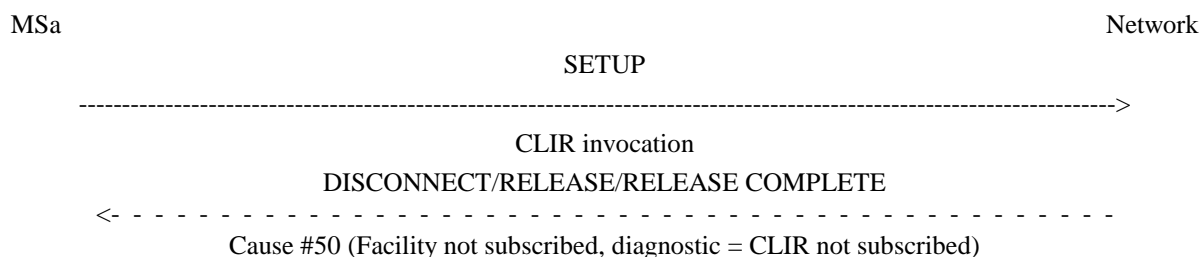 MSa Network
SETUP
------------------------------------------------------------------------------------------------------------------------>
CLIR invocation
DISCONNECT/RELEASE/RELEASE COMPLETE
<- - - - - - - - - - - - - - - - - - - - - - - - - - - - - - - - - - - - - - - - - - - - - - -
Cause #50 (Facility not subscribed, diagnostic = CLIR not subscribed)